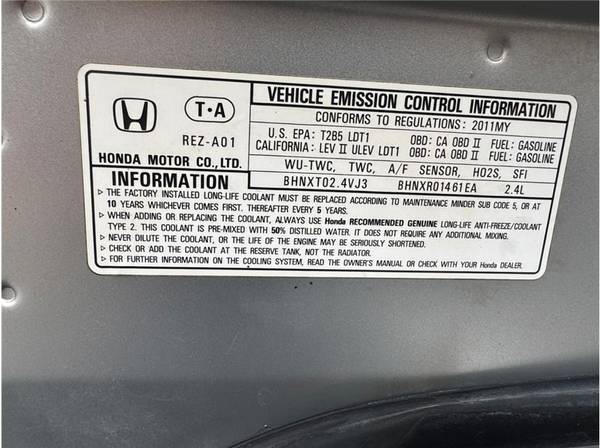 T·A
REZ-A01
HONDA MOTOR CO., LTD.
VEHICLE EMISSION CONTROL INFORMATION
CONFORMS TO REGULATIONS: 2011MY
U.S. EPA: T2B5 LDT1 OBD: CA OBD II FUEL: GASOLINE
CALIFORNIA: LEV II ULEV LDT1 OBD: CA OBD II FUEL: GASOLINE
WU-TWC, TWC, A/F SENSOR, HO2S, SFI
BHNXT02.4VJ3 BHNXR01461EA 2.4L
INFORMATION
▷ THE FACTORY INSTALLED LONG-LIFE COOLANT MUST BE REPLACED ACCORDING TO MAINTENANCE MINDER SUB CODE 5, OR AT
10 YEARS WHICHEVER COMES FIRST. THEREAFTER EVERY 5 YEARS.
▷ WHEN ADDING OR REPLACING THE COOLANT, ALWAYS USE Honda RECOMMENDED GENUINE LONG-LIFE ANTI-FREEZE/COOLANT
TYPE 2. THIS COOLANT IS PRE-MIXED WITH 50% DISTILLED WATER. IT DOES NOT REQUIRE ANY ADDITIONAL MIXING.
▷ NEVER DILUTE THE COOLANT, OR THE LIFE OF THE ENGINE MAY BE SERIOUSLY SHORTENED.
▷ CHECK OR ADD THE COOLANT AT THE RESERVE TANK, NOT THE RADIATOR.
▷ FOR FURTHER INFORMATION ON THE COOLING SYSTEM, READ THE OWNER'S MANUAL OR CHECK WITH YOUR Honda DEALER.